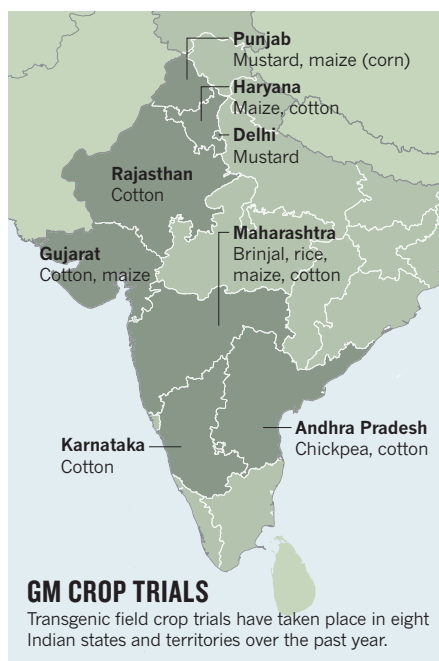 Punjab
Mustard, maize (corn)
Haryana
Maize, cotton
Delhi
Mustard
Rajasthan
Cotton
Maharashtra
Brinjal, rice,
maize, cotton
Gujarat
Cotton, maize
Andhra Pradesh
Chickpea, cotton
Karnataka
Cotton
GM CROP TRIALS
Transgenic field crop trials have taken place in eight
Indian states and territories over the past year.